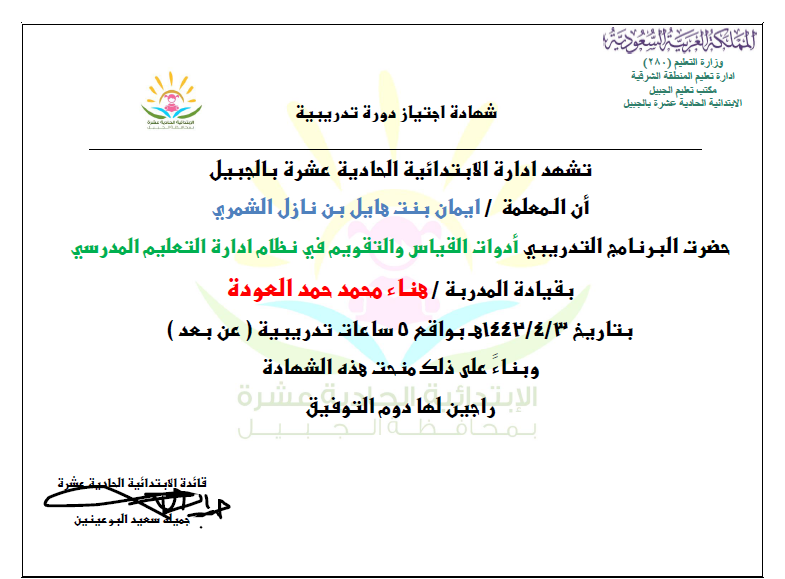 المملكة العربية السعودية
وزارة التعليم (٢٨٠)
ادارة تعليم المنطقة الشرقية
مكتب تعليم الجبيل
الابتدائية الحادية عشرة بالجبيل
الإبتدائية الحادية عشرة
بمحافظة الجبيل
شهادة اجتياز دورة تدريبية
تشهد ادارة الابتدائية الحادية عشرة بالجبيل
أن المعلمة / ايمان بنت هايل بن نازل الشمري
حضرت البرنامج التدريبي أدوات القياس والتقويم في نظام ادارة التعليم المدرسي
بقيادة المدربة / هناء محمد حمد العودة
بتاريخ ١٤٤٢/٤/٣هـ بواقع ٥ ساعات تدريبية ( عن بعد )
وبناءً على ذلك منحت هذه الشهادة
راجين لها دوم التوفيق
الإبتدائية الحادية عشرة
بمحافظة الجبيل
قائدة الابتدائية الحادية عشرة
جميلة سعيد البوعينين